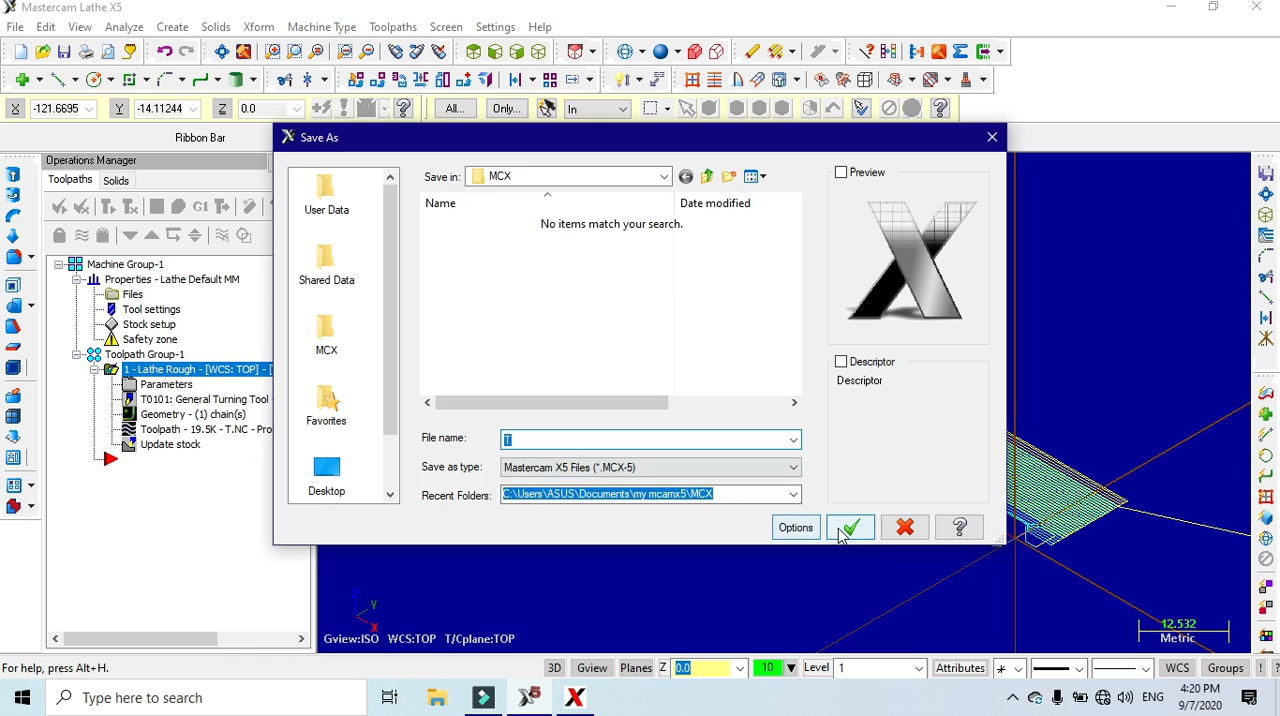 Mastercam Lathe X5
File Edit View Analyze Create Solids Xform Machine Type Toolpaths Screen Settings Help
X -121.6695 Y -14.11244 Z 0.0 All... Only... In
Ribbon Bar
Operations Manager
Toolpaths Solids
G1
Machine Group-1
Properties - Lathe Default MM
Files
Tool settings
Stock setup
Safety zone
Toolpath Group-1
1 - Lathe Rough - [WCS: TOP] - [
Parameters
T0101: General Turning Tool
Geometry - (1) chain(s)
Toolpath - 19.5K - T.NC - Pro
Update stock
Save As
User Data
Shared Data
MCX
Favorites
Desktop
Save in: MCX
Name Date modified
No items match your search.
File name: T
Save as type: Mastercam X5 Files (*.MCX-5)
Recent Folders: C:\Users\ASUS\Documents\my mcamx5\MCX
Preview
Descriptor
Descriptor
Options
Y
X
Gview:ISO WCS:TOP T/Cplane:TOP
12.532
Metric
For help, press Alt+H.
3D Gview Planes Z 0.0 10 Level 1 Attributes WCS Groups
Type here to search
ENG
4:20 PM
9/7/2020